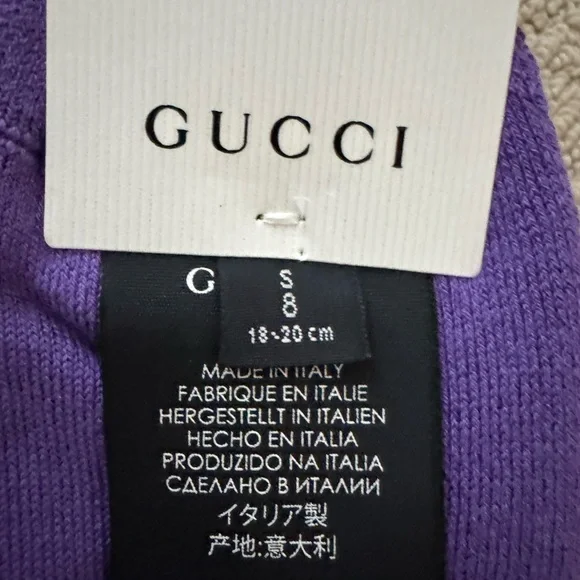 GUCCI
G
S
8
18-20 cm
MADE IN ITALY
FABRIQUE EN ITALIE
HERGESTELLT IN ITALIEN
HECHO EN ITALIA
PRODUZIDO NA ITALIA
СДЕЛАНО В ИТАЛИИ
イタリア製
产地:意大利